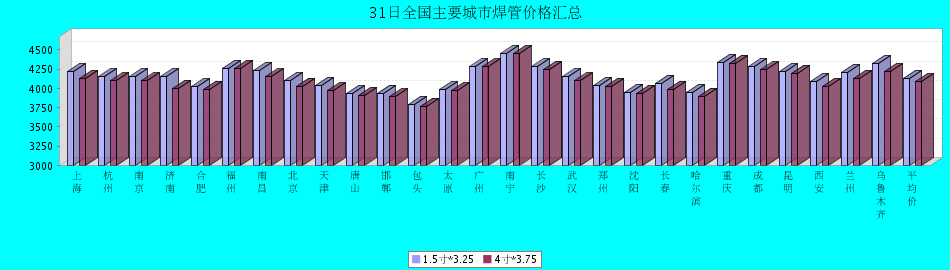 31日全国主要城市焊管价格汇总
4500
4250
4000
3750
3500
3250
3000
上海
杭州
南京
济南
合肥
福州
南昌
北京
天津
唐山
邯郸
包头
太原
广州
南宁
长沙
武汉
郑州
沈阳
长春
哈尔滨
重庆
成都
昆明
西安
兰州
乌鲁木齐
平均价
1.5寸*3.25
4寸*3.75